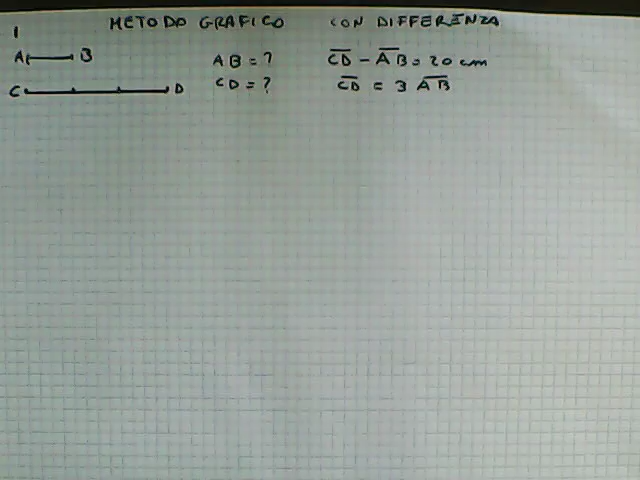 1 METODO GRAFICO CON DIFFERENZA
A B AB = ? CD - AB = 20 cm
C D CD = ? CD = 3 AB